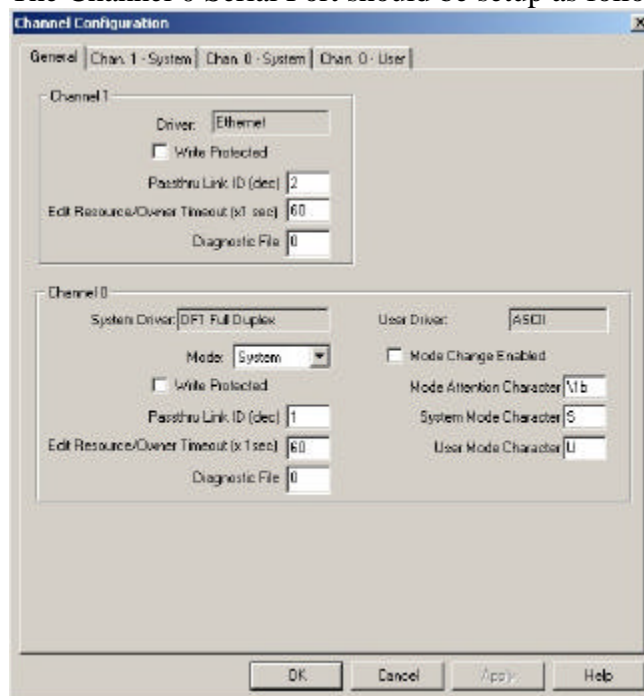 The Channel 0 Serial Port should be setup as follo
Channel Configuration
General Chan. 1 - System Chan. 0 - System Chan. 0 - User
Channel 1
Driver: Ethernet
Write Protected
Passthru Link ID (dec) 2
Edit Resource/Owner Timeout (x1 sec) 60
Diagnostic File 0
Channel 0
System Driver: DF1 Full Duplex User Driver: ASCII
Mode: System Mode Change Enabled
Write Protected Mode Attention Character \1b
Passthru Link ID (dec) 1 System Mode Character S
Edit Resource/Owner Timeout (x 1sec) 60 User Mode Character U
Diagnostic File 0
OK Cancel Apply Help